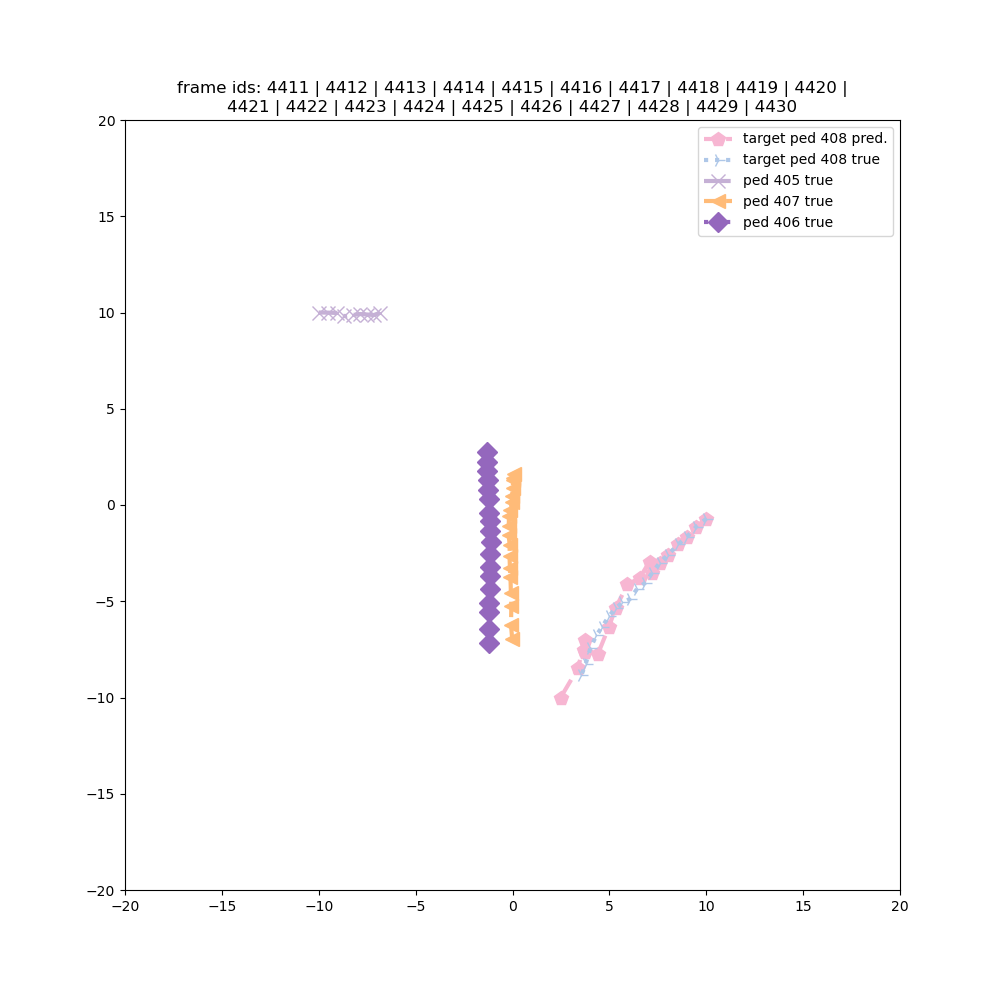 frame ids: 4411 | 4412 | 4413 | 4414 | 4415 | 4416 | 4417 | 4418 | 4419 | 4420 |
4421 | 4422 | 4423 | 4424 | 4425 | 4426 | 4427 | 4428 | 4429 | 4430
target ped 408 pred.
target ped 408 true
ped 405 true
ped 407 true
ped 406 true
20
15
10
5
0
−5
−10
−15
−20
−20 −15 −10 −5 0 5 10 15 20